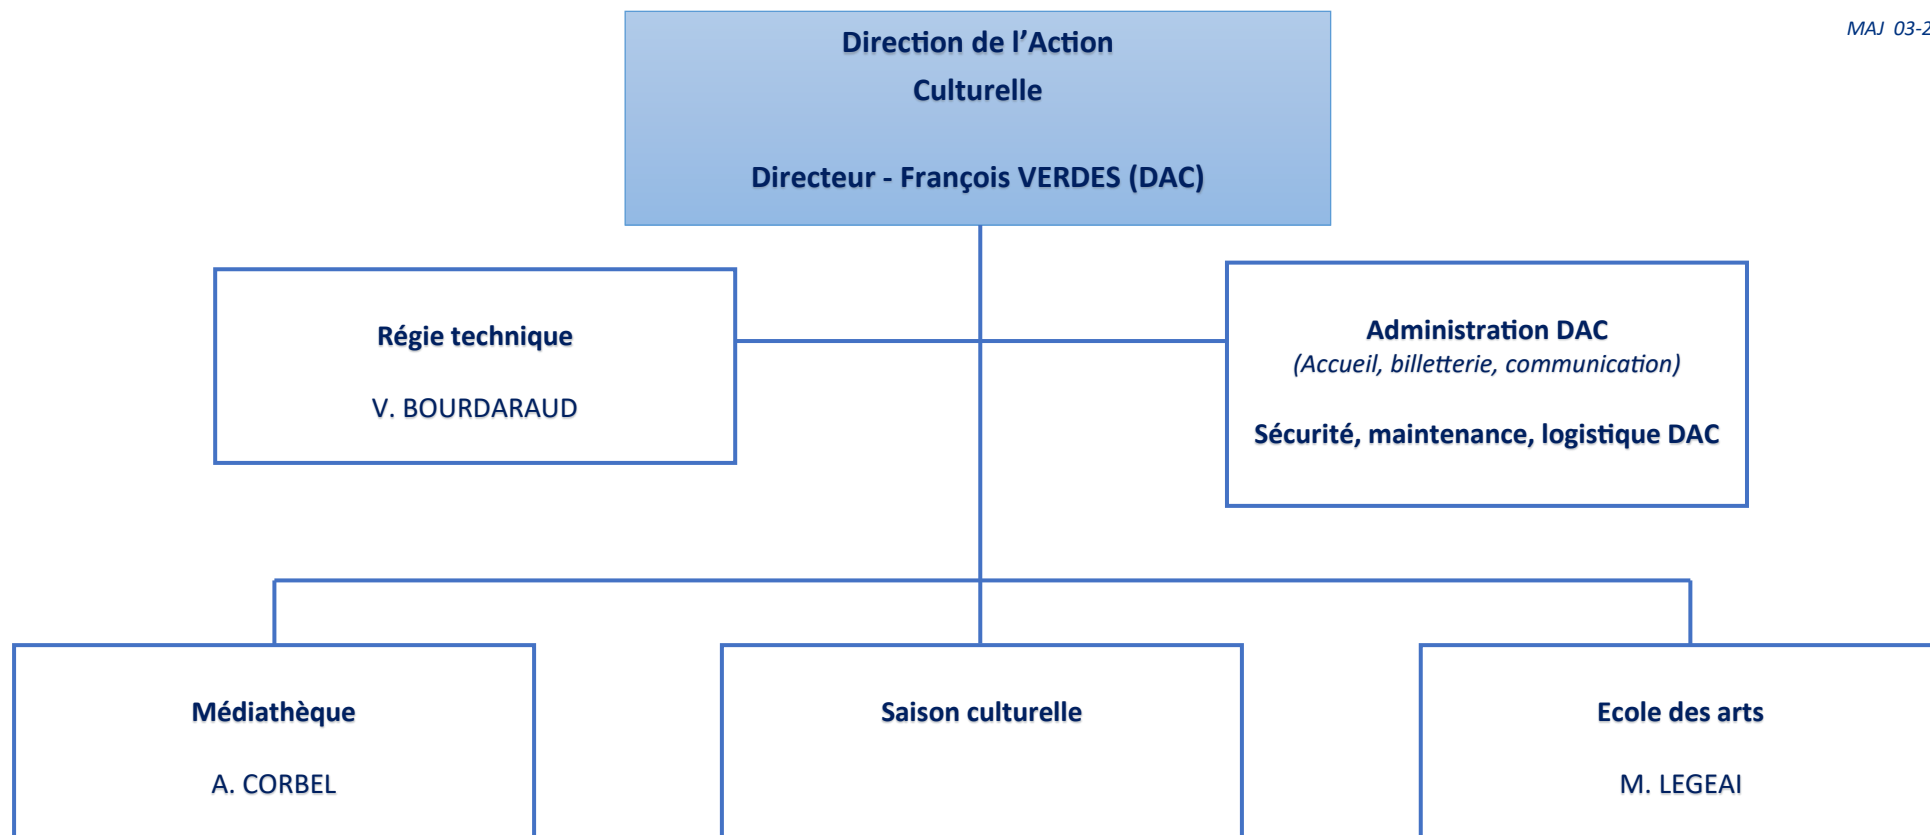 MAJ 03-2
Direction de l'Action
Culturelle
Directeur - François VERDES (DAC)
Régie technique
V. BOURDARAUD
Administration DAC
(Accueil, billetterie, communication)
Sécurité, maintenance, logistique DAC
Médiathèque
A. CORBEL
Saison culturelle
Ecole des arts
M. LEGEAI